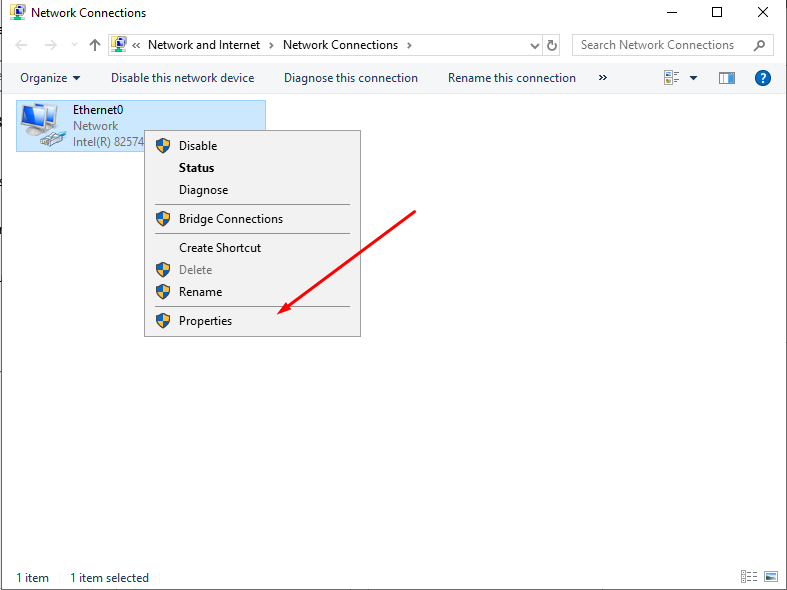 Network Connections
« Network and Internet > Network Connections >
Search Network Connections
Organize Disable this network device Diagnose this connection Rename this connection »
Ethernet0
Network
Intel(R) 82574
Disable
Status
Diagnose
Bridge Connections
Create Shortcut
Delete
Rename
Properties
1 item 1 item selected